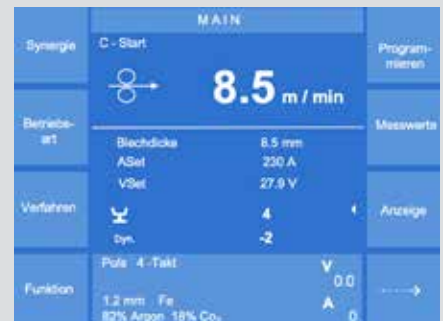 MAIN
Synergie
C - Start
Program-
mieren
8.5 m / min
Betriebs-
art
Messwerte
Blechdicke 8.5 mm
ASet 230 A
VSet 27.9 V
Verfahren
4
Anzeige
Dyn. -2
Funktion
Puls 4 -Takt
V
0.0
1.2 mm Fe
A
82% Argon 18% Co₂
0